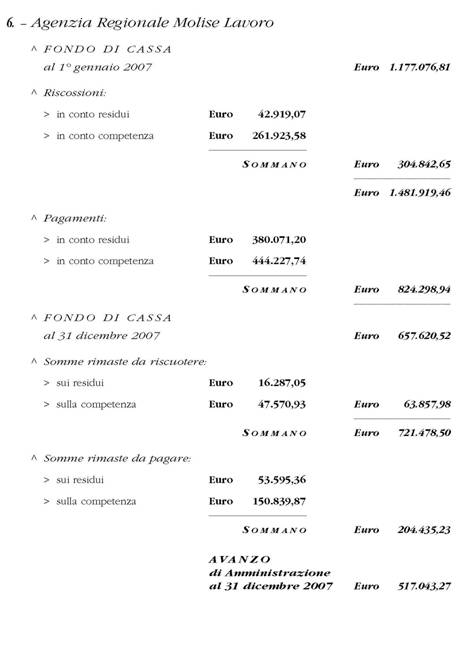 6. – Agenzia Regionale Molise Lavoro
^ FONDO DI CASSA
al 1° gennaio 2007 Euro 1.177.076,81
^ Riscossioni:
> in conto residui Euro 42.919,07
> in conto competenza Euro 261.923,58
SOMMANO Euro 304.842,65
Euro 1.481.919,46
^ Pagamenti:
> in conto residui Euro 380.071,20
> in conto competenza Euro 444.227,74
SOMMANO Euro 824.298,94
^ FONDO DI CASSA
al 31 dicembre 2007 Euro 657.620,52
^ Somme rimaste da riscuotere:
> sui residui Euro 16.287,05
> sulla competenza Euro 47.570,93 Euro 63.857,98
SOMMANO Euro 721.478,50
^ Somme rimaste da pagare:
> sui residui Euro 53.595,36
> sulla competenza Euro 150.839,87
SOMMANO Euro 204.435,23
AVANZO
di Amministrazione
al 31 dicembre 2007 Euro 517.043,27